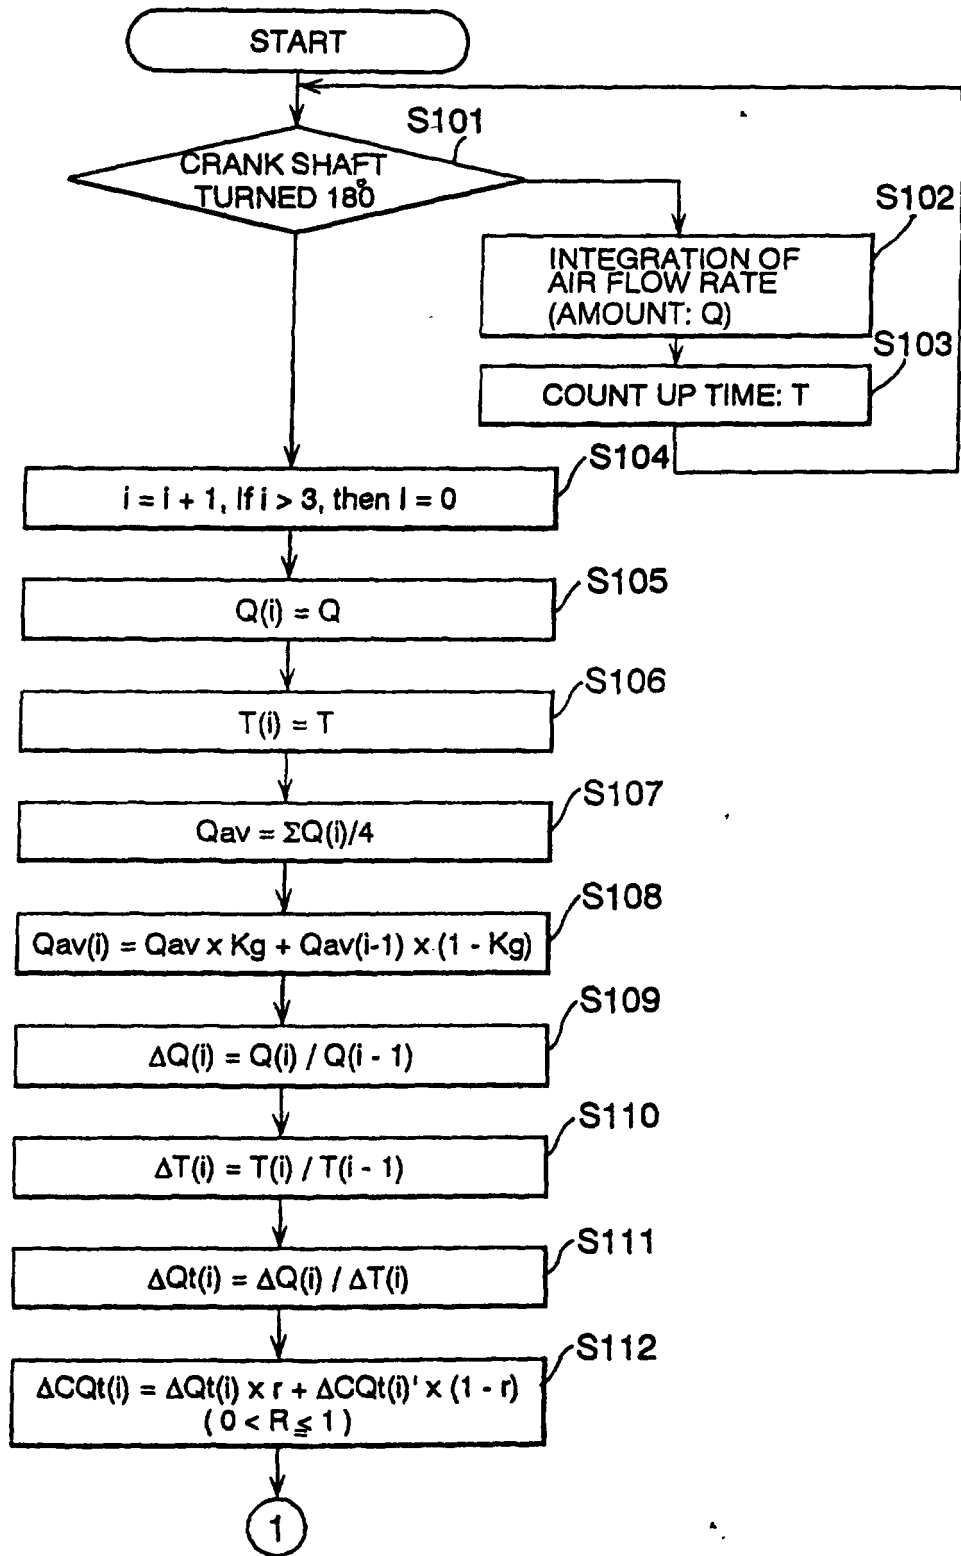 START
S101
CRANK SHAFT
TURNED 180°
S102
INTEGRATION OF
AIR FLOW RATE
(AMOUNT: Q)
S103
COUNT UP TIME: T
S104
i = i + 1, If i > 3, then I = 0
S105
Q(i) = Q
S106
T(i) = T
S107
Qav = ΣQ(i)/4
S108
Qav(i) = Qav x Kg + Qav(i-1) x (1 - Kg)
S109
ΔQ(i) = Q(i) / Q(i - 1)
S110
ΔT(i) = T(i) / T(i - 1)
S111
ΔQt(i) = ΔQ(i) / ΔT(i)
S112
ΔCQt(i) = ΔQt(i) x r + ΔCQt(i)' x (1 - r)
( 0 < R ≦ 1 )
1